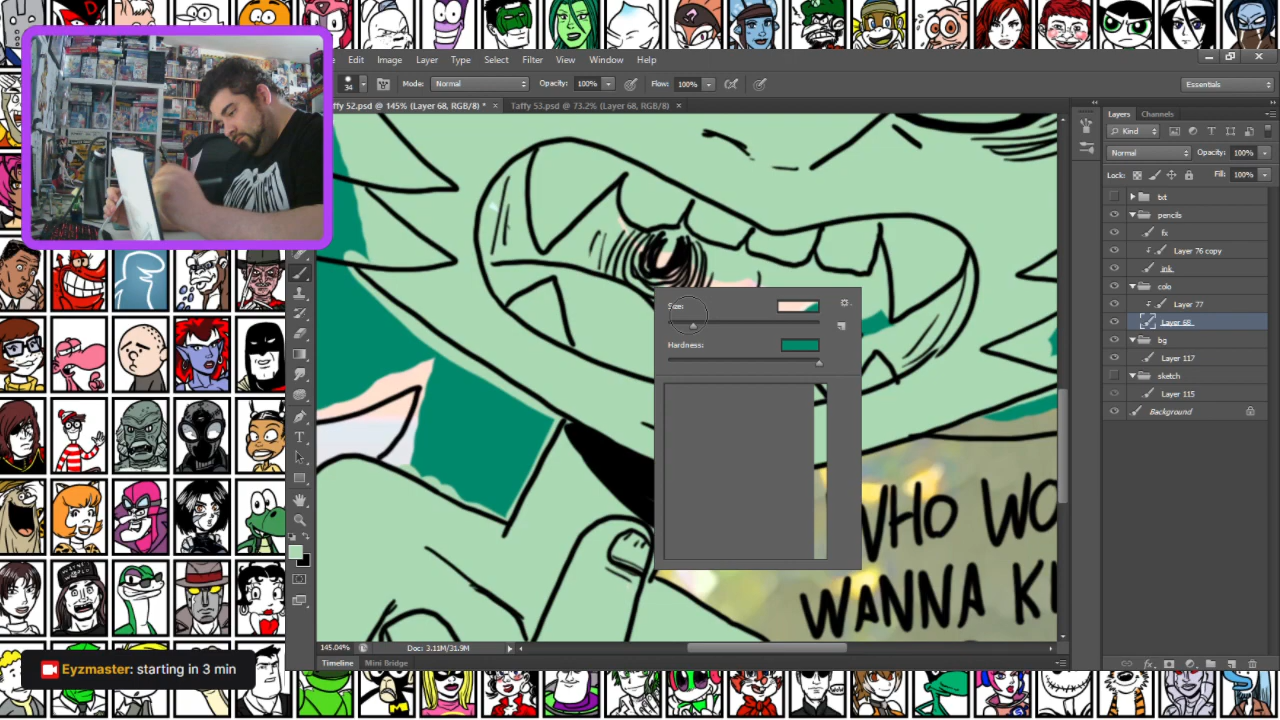 Edit Image Layer Type Select Filter View Window Help
34 Mode: Normal Opacity: 100% Flow: 100% Essentials
ffy 52.psd @ 145% (Layer 68, RGB/8) * × Taffy 53.psd @ 73.2% (Layer 68, RGB/8) ×
Layers Channels
Kind
Normal Opacity: 100%
Lock: Fill: 100%
txt
pencils
fx
Layer 76 copy
ink
colo
Layer 77
Layer 68
bg
Layer 117
sketch
Layer 115
Background
Size:
Hardness:
WHO WO
WANNA KI
145.04% Doc: 3.11M/31.9M
Timeline Mini Bridge
Eyzmaster: starting in 3 min